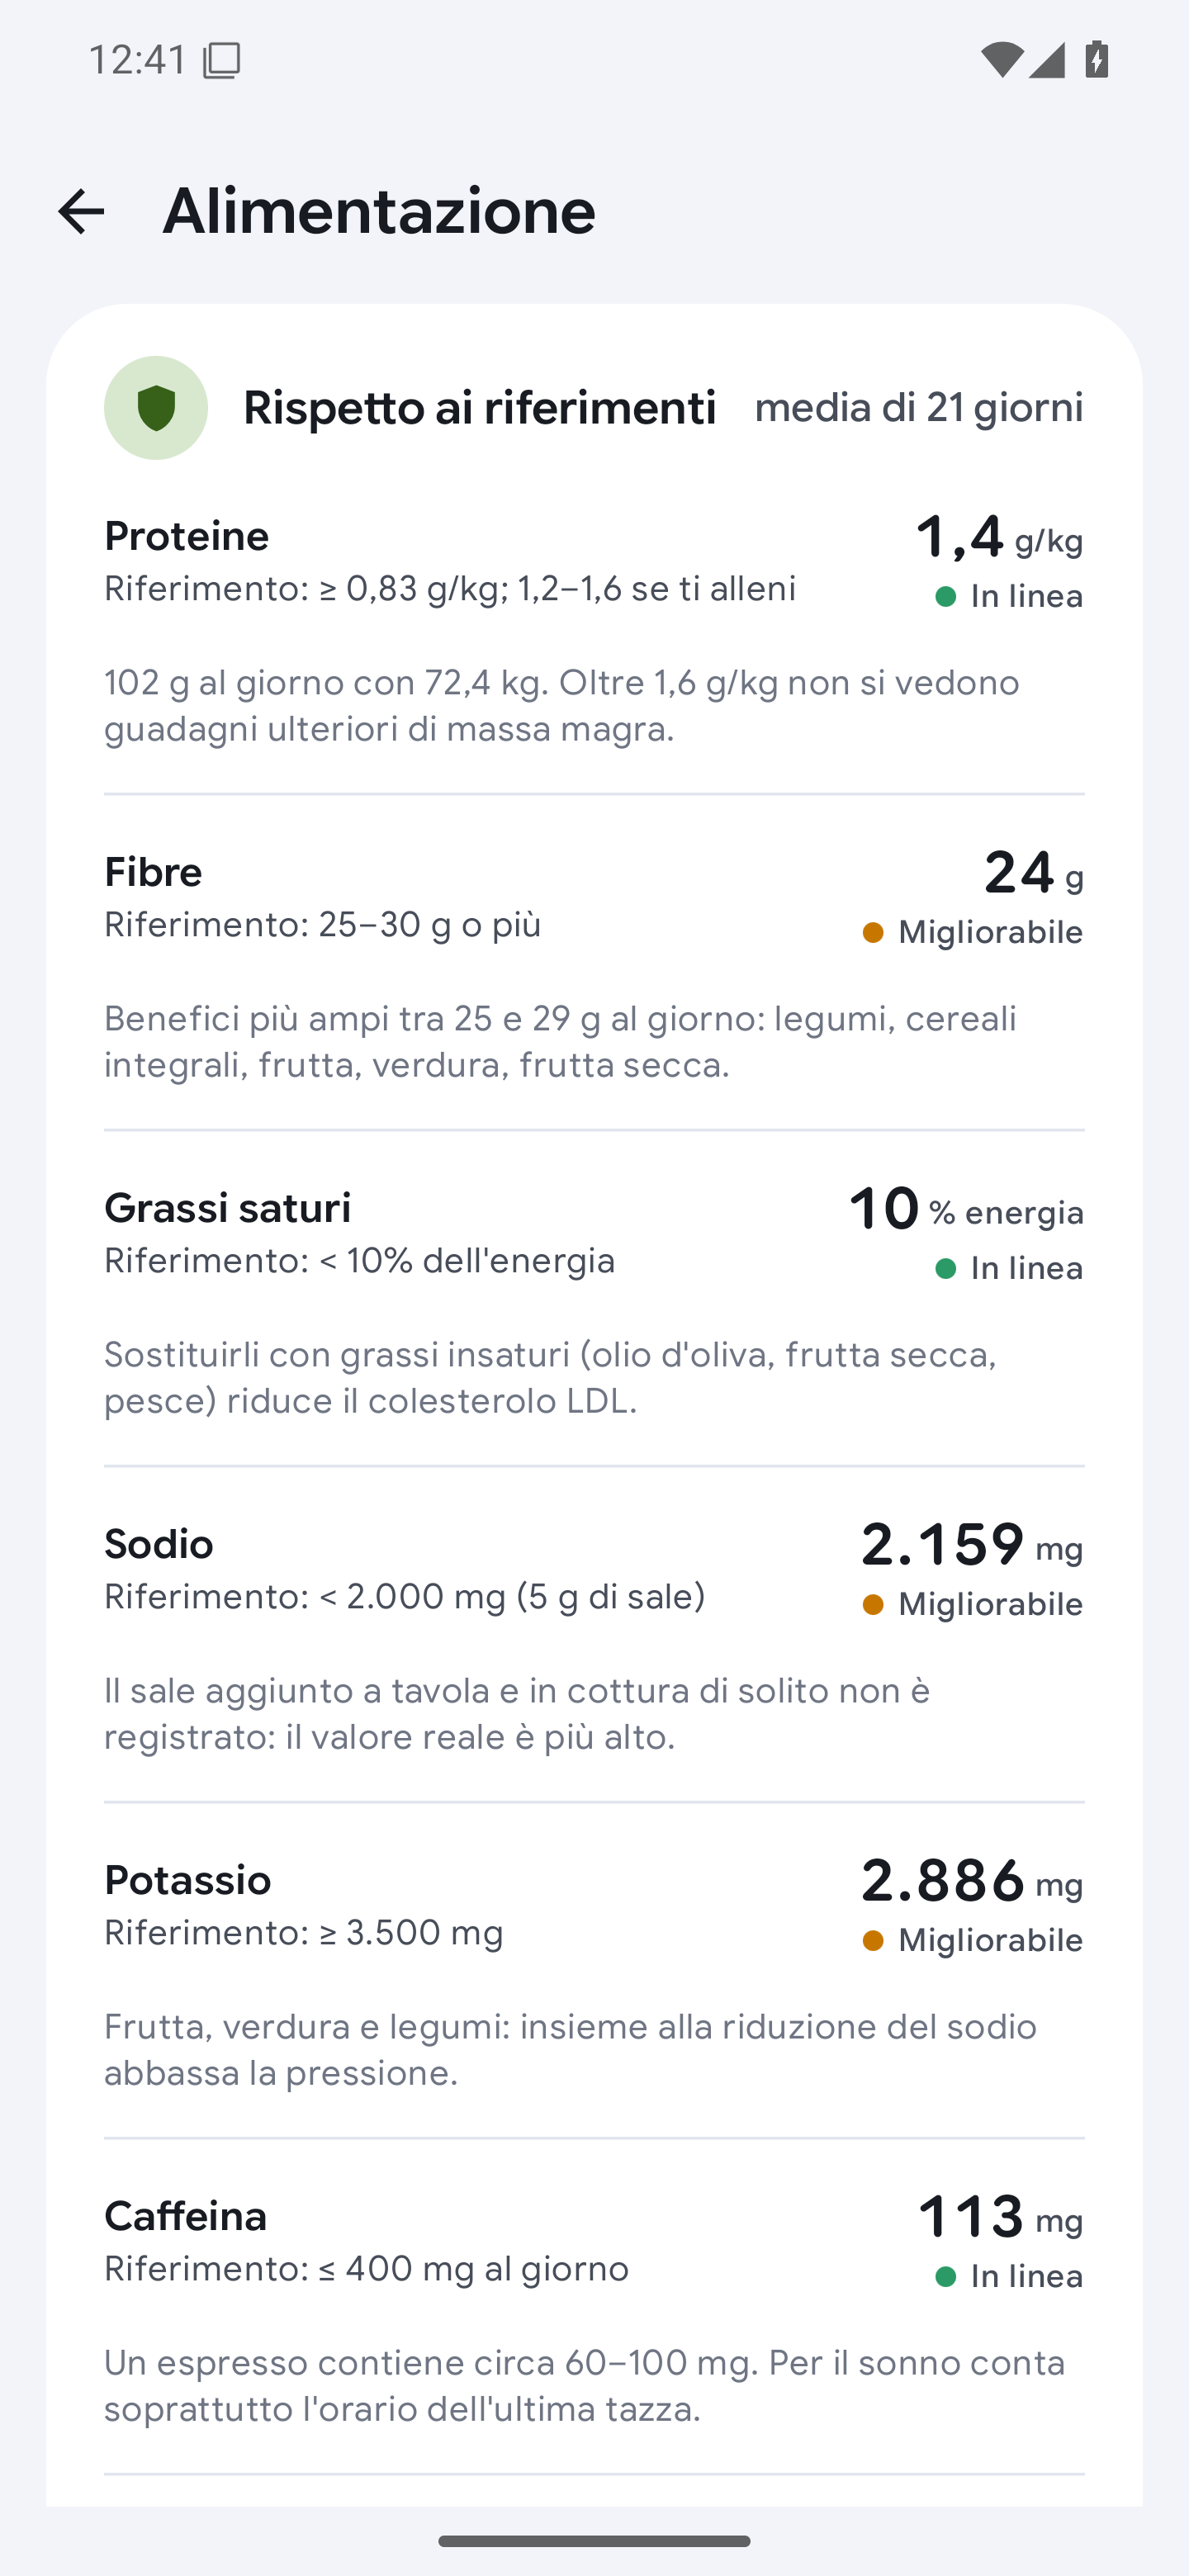 12:41
Alimentazione
Rispetto ai riferimenti media di 21 giorni
Proteine 1,4 g/kg
Riferimento: ≥ 0,83 g/kg; 1,2–1,6 se ti alleni In linea
102 g al giorno con 72,4 kg. Oltre 1,6 g/kg non si vedono
guadagni ulteriori di massa magra.
Fibre 24 g
Riferimento: 25–30 g o più Migliorabile
Benefici più ampi tra 25 e 29 g al giorno: legumi, cereali
integrali, frutta, verdura, frutta secca.
Grassi saturi 10 % energia
Riferimento: < 10% dell'energia In linea
Sostituirli con grassi insaturi (olio d'oliva, frutta secca,
pesce) riduce il colesterolo LDL.
Sodio 2.159 mg
Riferimento: < 2.000 mg (5 g di sale) Migliorabile
Il sale aggiunto a tavola e in cottura di solito non è
registrato: il valore reale è più alto.
Potassio 2.886 mg
Riferimento: ≥ 3.500 mg Migliorabile
Frutta, verdura e legumi: insieme alla riduzione del sodio
abbassa la pressione.
Caffeina 113 mg
Riferimento: ≤ 400 mg al giorno In linea
Un espresso contiene circa 60–100 mg. Per il sonno conta
soprattutto l'orario dell'ultima tazza.